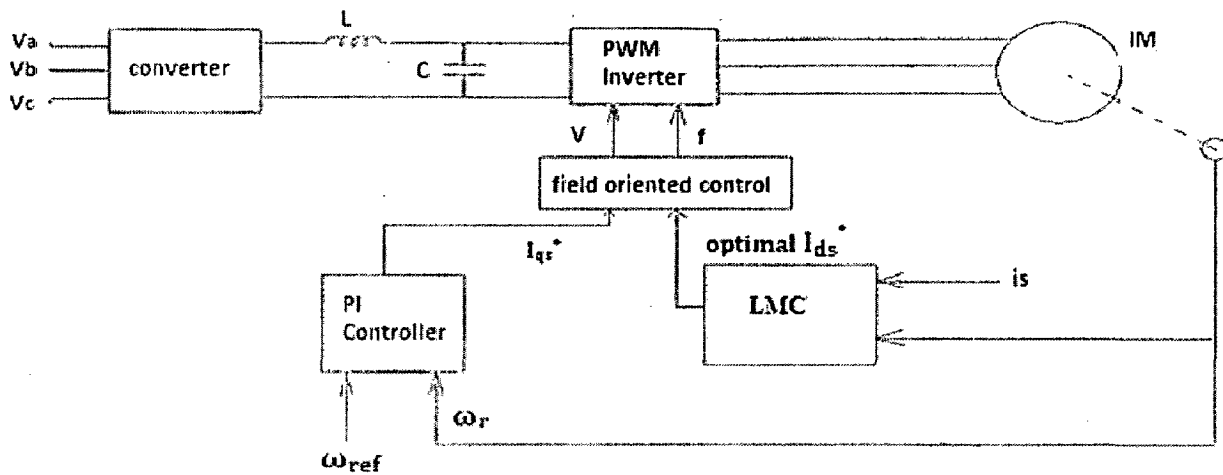 L
IM
Va
Vb
Vc
converter
C
PWM
Inverter
V
f
field oriented control
Iqs*
optimal Ids*
PI
Controller
LMC
is
ωr
ωref